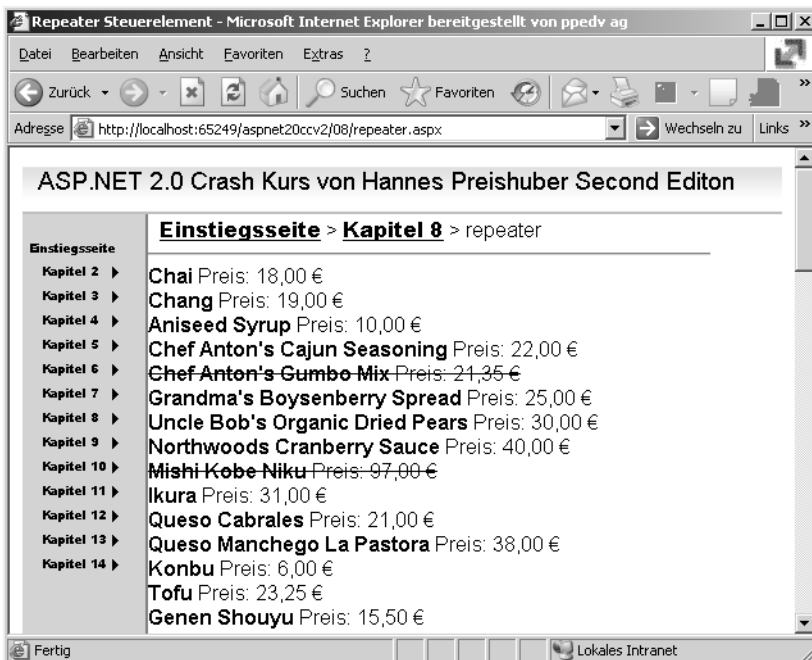 Repeater Steuerelement - Microsoft Internet Explorer bereitgestellt von ppedv ag
Datei Bearbeiten Ansicht Favoriten Extras ?
Zurück Suchen Favoriten »
Adresse http://localhost:65249/aspnet20ccv2/08/repeater.aspx Wechseln zu Links »
ASP.NET 2.0 Crash Kurs von Hannes Preishuber Second Editon
Einstiegsseite > Kapitel 8 > repeater
Einstiegsseite
Kapitel 2
Kapitel 3
Kapitel 4
Kapitel 5
Kapitel 6
Kapitel 7
Kapitel 8
Kapitel 9
Kapitel 10
Kapitel 11
Kapitel 12
Kapitel 13
Kapitel 14
Chai Preis: 18,00 €
Chang Preis: 19,00 €
Aniseed Syrup Preis: 10,00 €
Chef Anton's Cajun Seasoning Preis: 22,00 €
Chef Anton's Gumbo Mix Preis: 21,35 €
Grandma's Boysenberry Spread Preis: 25,00 €
Uncle Bob's Organic Dried Pears Preis: 30,00 €
Northwoods Cranberry Sauce Preis: 40,00 €
Mishi Kobe Niku Preis: 97,00 €
Ikura Preis: 31,00 €
Queso Cabrales Preis: 21,00 €
Queso Manchego La Pastora Preis: 38,00 €
Konbu Preis: 6,00 €
Tofu Preis: 23,25 €
Genen Shouyu Preis: 15,50 €
Fertig Lokales Intranet